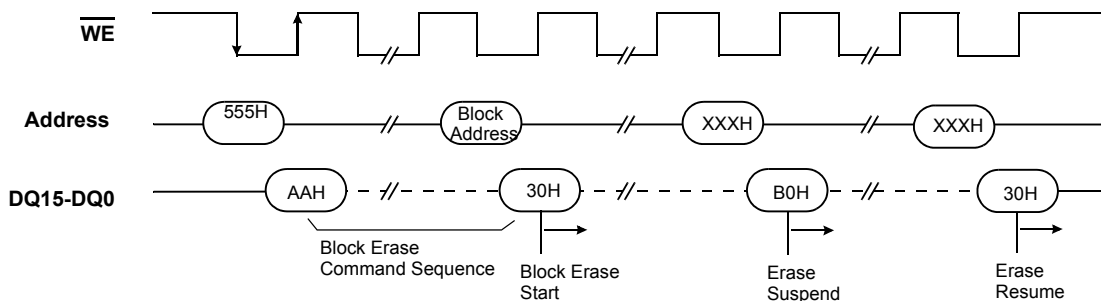 WE
Address
555H
Block
Address
XXXH
XXXH
DQ15-DQ0
AAH
30H
B0H
30H
Block Erase
Command Sequence
Block Erase
Start
Erase
Suspend
Erase
Resume